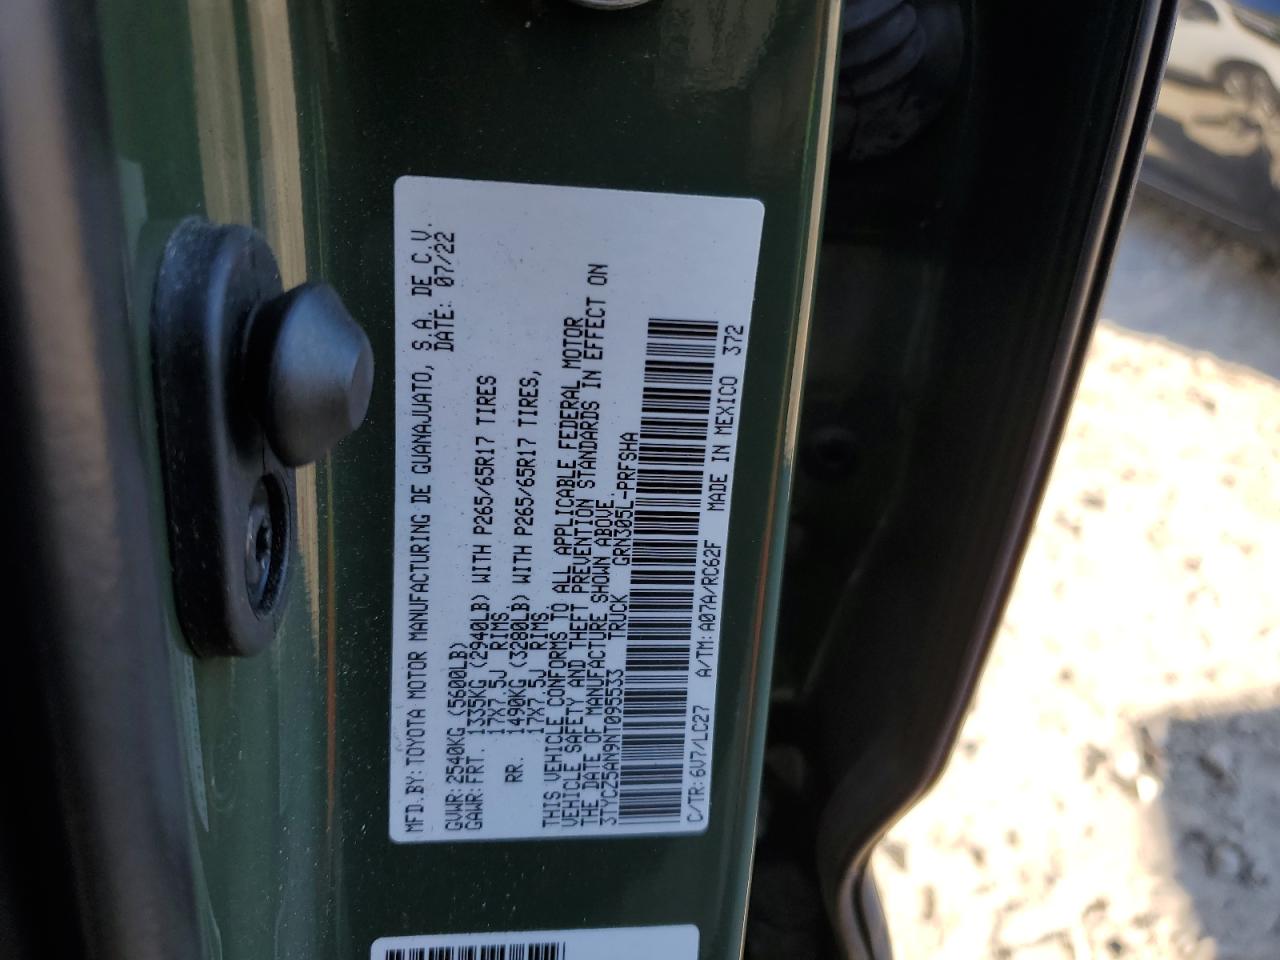 MFD.BY: TOYOTA MOTOR MANUFACTURING DE GUANAJUATO, S.A. DE C.V.
DATE: 07/22
GVWR: 2540KG (5600LB)
GAWR: FRT. 1335KG (2940LB) WITH P265/65R17 TIRES
17X7.5J RIMS
RR. 1490KG (3280LB) WITH P265/65R17 TIRES,
17X7.5J RIMS
THIS VEHICLE CONFORMS TO ALL APPLICABLE FEDERAL MOTOR
VEHICLE SAFETY AND THEFT PREVENTION STANDARDS IN EFFECT ON
THE DATE OF MANUFACTURE SHOWN ABOVE.
3TYCZ5AN9NT095533 TRUCK GRN305L-PRFSHA
C/TR: 6V7/LC27 A/TM: A07A/RC62F MADE IN MEXICO 372